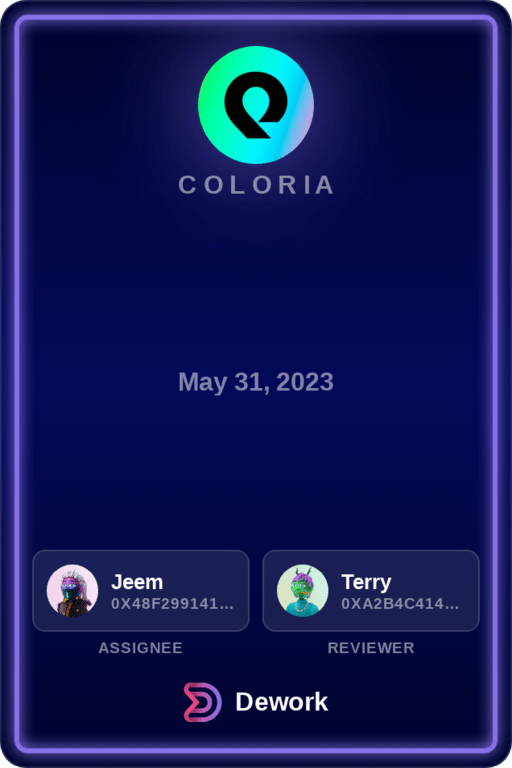 COLORIA
May 31, 2023
Jeem
0X48F299141...
ASSIGNEE
Terry
0XA2B4C414...
REVIEWER
Dework